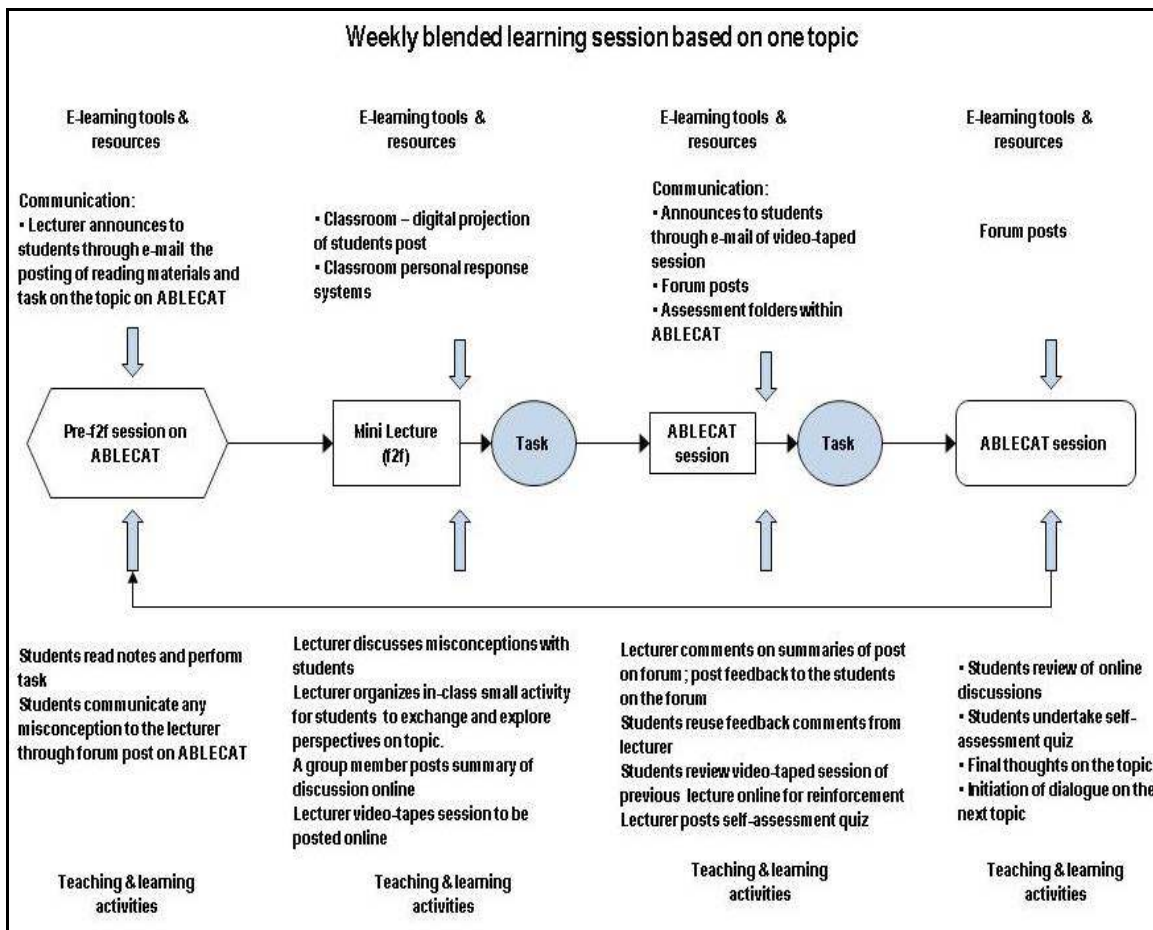 Weekly blended learning session based on one topic
E-learning tools &
resources
E-learning tools &
resources
E-learning tools &
resources
E-learning tools &
resources
Communication:
▪ Lecturer announces to
students through e-mail the
posting of reading materials and
task on the topic on ABLECAT
▪ Classroom – digital projection
of students post
▪ Classroom personal response
systems
Communication:
▪ Announces to students
through e-mail of video-taped
session
▪ Forum posts
▪ Assessment folders within
ABLECAT
Forum posts
Pre-f2f session on
ABLECAT
Mini Lecture
(f2f)
Task
ABLECAT
session
Task
ABLECAT session
Students read notes and perform
task
Students communicate any
misconception to the lecturer
through forum post on ABLECAT
Lecturer discusses misconceptions with
students
Lecturer organizes in-class small activity
for students to exchange and explore
perspectives on topic.
A group member posts summary of
discussion online
Lecturer video-tapes session to be
posted online
Lecturer comments on summaries of post
on forum; post feedback to the students
on the forum
Students reuse feedback comments from
lecturer
Students review video-taped session of
previous lecture online for reinforcement
Lecturer posts self-assessment quiz
▪ Students review of online
discussions
▪ Students undertake self-
assessment quiz
▪ Final thoughts on the topic
▪ Initiation of dialogue on the
next topic
Teaching & learning
activities
Teaching & learning
activities
Teaching & learning
activities
Teaching & learning
activities